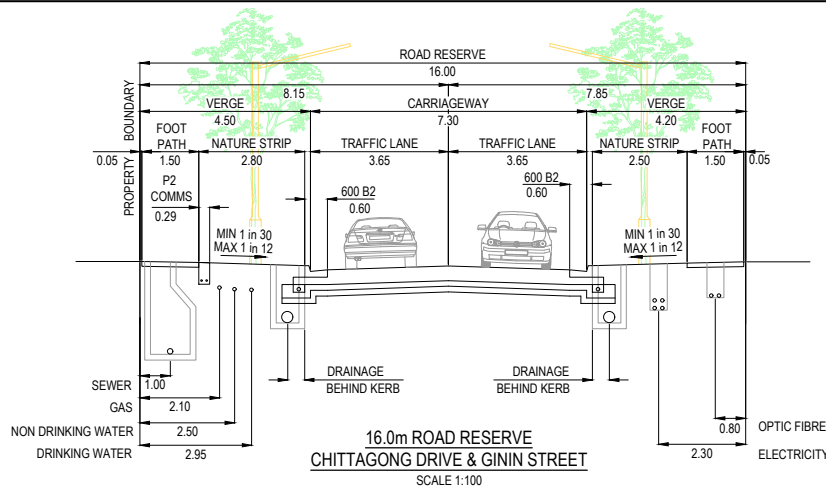 ROAD RESERVE
16.00
8.15
7.85
VERGE
4.50
CARRIAGEWAY
7.30
VERGE
4.20
PROPERTY BOUNDARY
0.05
FOOT
PATH
1.50
NATURE STRIP
2.80
TRAFFIC LANE
3.65
TRAFFIC LANE
3.65
NATURE STRIP
2.50
FOOT
PATH
1.50
0.05
P2
COMMS
0.29
600 B2
0.60
600 B2
0.60
MIN 1 in 30
MAX 1 in 12
MIN 1 in 30
MAX 1 in 12
DRAINAGE
BEHIND KERB
DRAINAGE
BEHIND KERB
SEWER
1.00
GAS
2.10
NON DRINKING WATER
2.50
DRINKING WATER
2.95
0.80
OPTIC FIBRE
2.30
ELECTRICITY
16.0m ROAD RESERVE
CHITTAGONG DRIVE & GININ STREET
SCALE 1:100